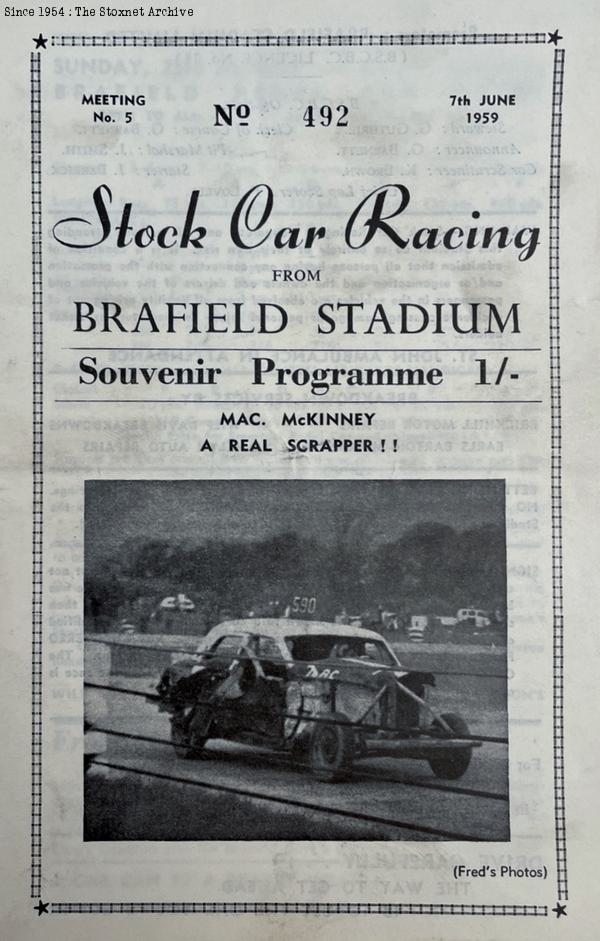 Since 1954 : The Stoxnet Archive
MEETING
No. 5
Nº 492
7th JUNE
1959
Stock Car Racing
FROM
BRAFIELD STADIUM
Souvenir Programme 1/-
MAC. McKINNEY
A REAL SCRAPPER ! !
590
MAC
(Fred's Photos)